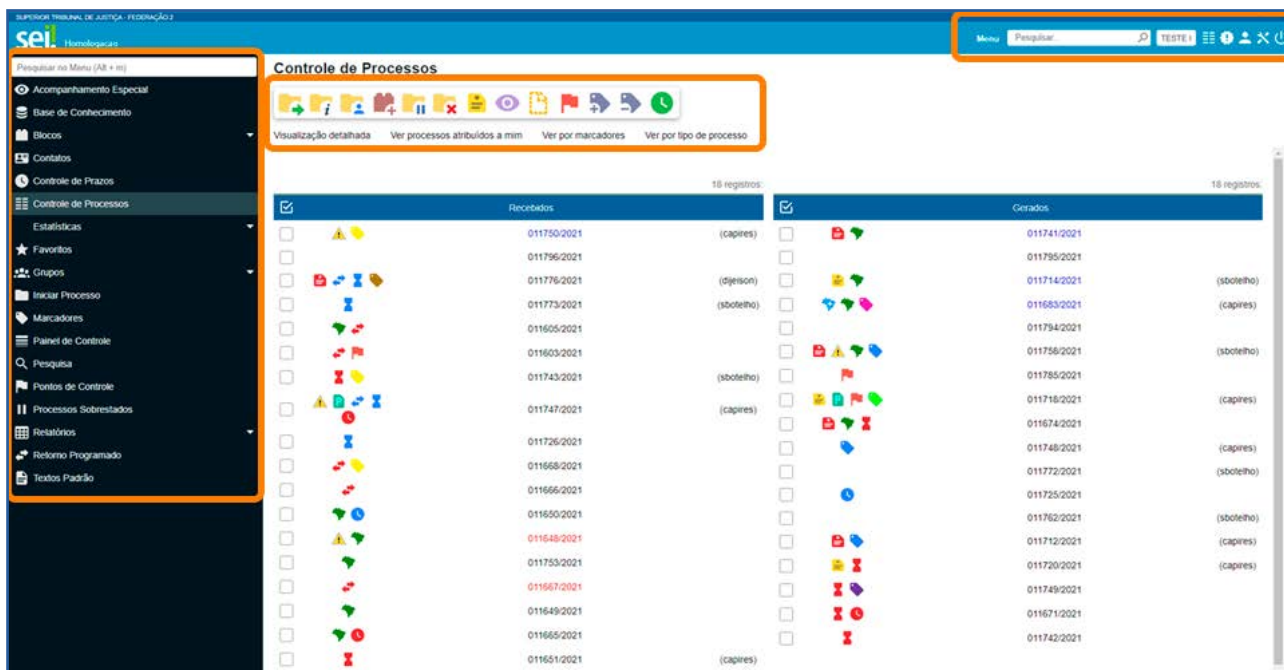 SUPERIOR TRIBUNAL DE JUSTIÇA - FEDERAÇÃO 2
sei! Homologacao
Menu Pesquisar... TESTE I
Pesquisar no Menu (Alt + m)
Acompanhamento Especial
Base de Conhecimento
Blocos
Contatos
Controle de Prazos
Controle de Processos
Estatísticas
Favoritos
Grupos
Iniciar Processo
Marcadores
Painel de Controle
Pesquisa
Pontos de Controle
Processos Sobrestados
Relatórios
Retorno Programado
Textos Padrão
Controle de Processos
Visualização detalhada Ver processos atribuídos a mim Ver por marcadores Ver por tipo de processo
18 registros:
Recebidos
011750/2021 (capires)
011796/2021
011776/2021 (dijeison)
011773/2021 (sbotelho)
011605/2021
011603/2021
011743/2021 (sbotelho)
011747/2021 (capires)
011726/2021
011668/2021
011666/2021
011650/2021
011648/2021
011753/2021
011667/2021
011649/2021
011665/2021
011651/2021 (capires)
18 registros:
Gerados
011741/2021
011795/2021
011714/2021 (sbotelho)
011683/2021 (capires)
011794/2021
011756/2021 (sbotelho)
011785/2021
011718/2021 (capires)
011674/2021
011748/2021 (capires)
011772/2021 (sbotelho)
011725/2021
011762/2021 (sbotelho)
011712/2021 (capires)
011720/2021 (capires)
011749/2021
011671/2021
011742/2021